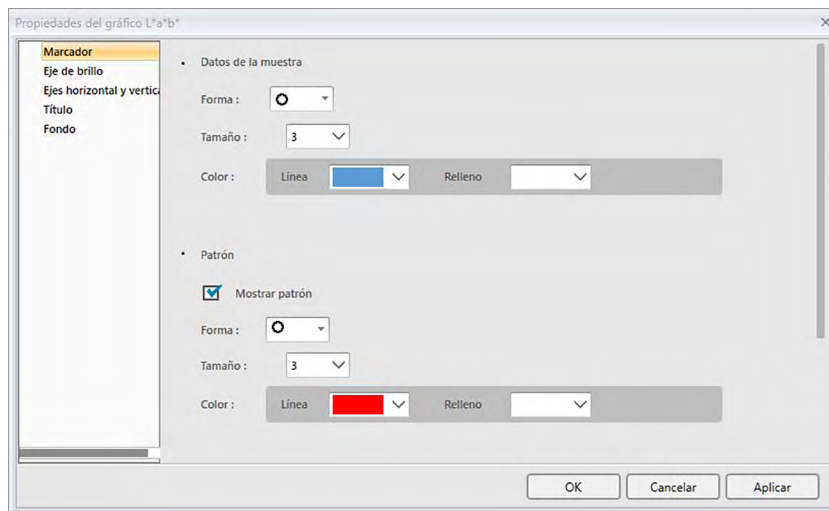 Propiedades del gráfico L*a*b*
Marcador
Eje de brillo
Ejes horizontal y vertica
Título
Fondo
• Datos de la muestra
Forma :
Tamaño : 3
Color : Línea Relleno
• Patrón
Mostrar patrón
Forma :
Tamaño : 3
Color : Línea Relleno
OK Cancelar Aplicar